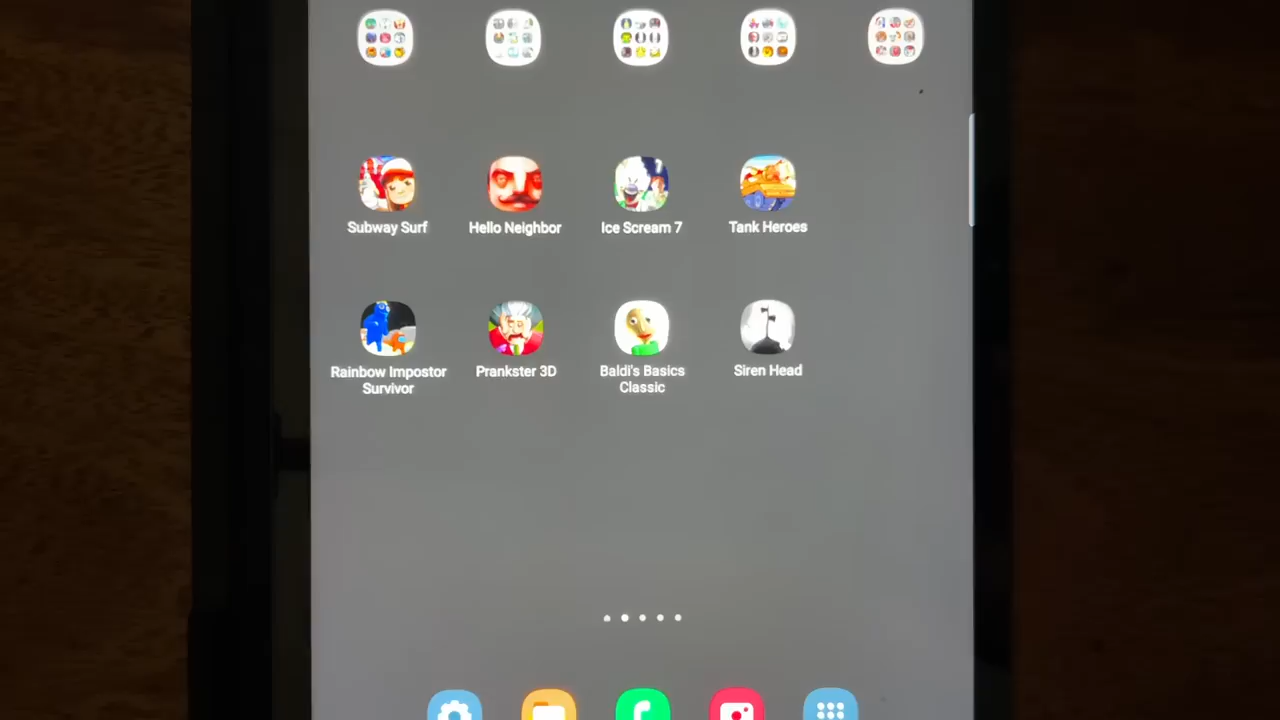 Subway Surf
Hello Neighbor
Ice Scream 7
Tank Heroes
Rainbow Impostor
Survivor
Prankster 3D
Baldi's Basics
Classic
Siren Head